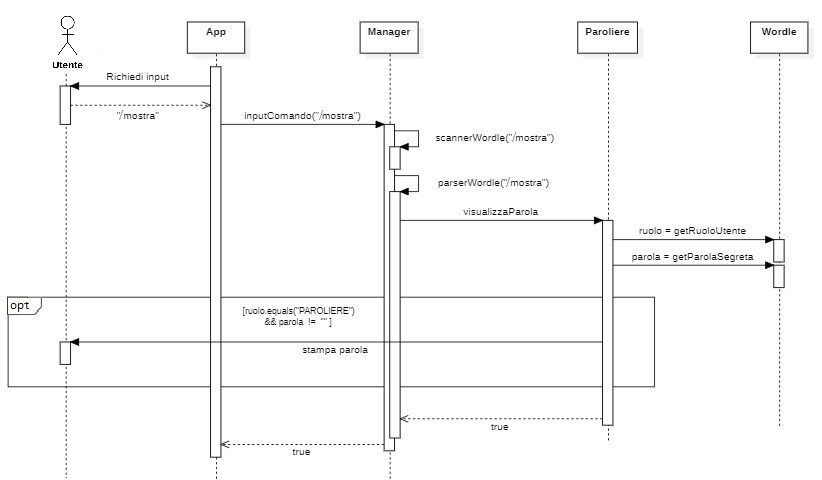 App
Manager
Paroliere
Wordle
Utente
Richiedi input
"/mostra"
inputComando("/mostra")
scannerWordle("/mostra")
parserWordle("/mostra")
visualizzaParola
ruolo = getRuoloUtente
parola = getParolaSegreta
opt
[ruolo.equals("PAROLIERE")
&& parola != "" ]
stampa parola
true
true